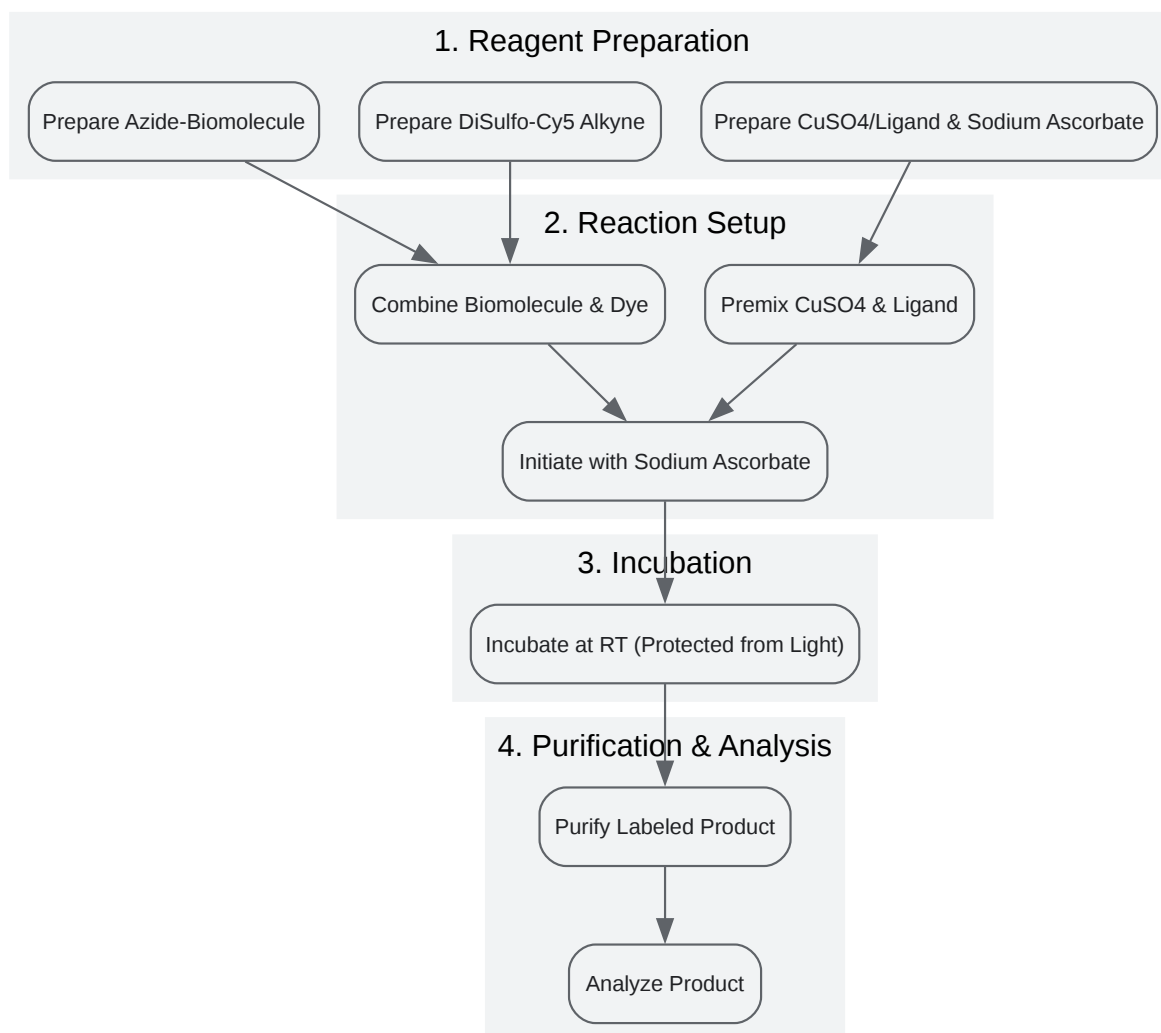 1. Reagent Preparation
Prepare Azide-Biomolecule
Prepare DiSulfo-Cy5 Alkyne
Prepare CuSO4/Ligand & Sodium Ascorbate
2. Reaction Setup
Combine Biomolecule & Dye
Premix CuSO4 & Ligand
Initiate with Sodium Ascorbate
3. Incubation
Incubate at RT (Protected from Light)
4. Purification & Analysis
Purify Labeled Product
Analyze Product